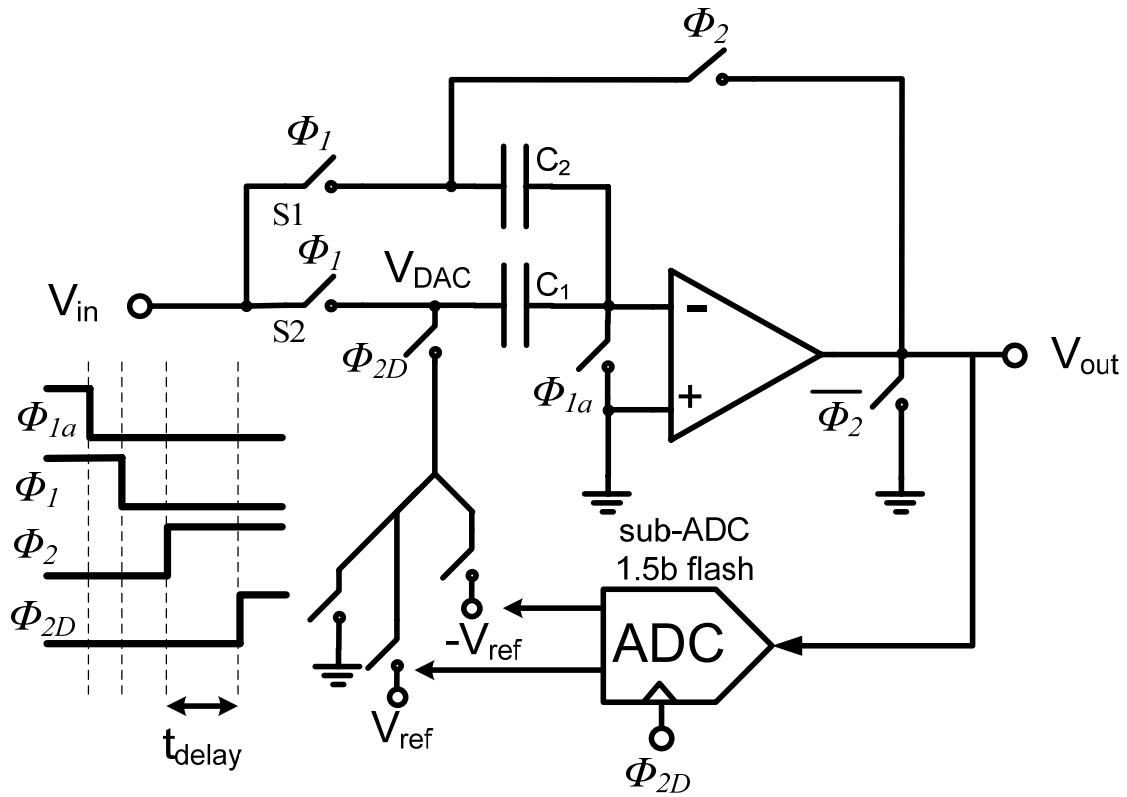 Φ2
Φ1
C2
S1
Φ1
VDAC
C1
Vin
S2
Φ2D
-
+
Φ1a
Φ2
Vout
Φ1a
Φ1
Φ2
Φ2D
tdelay
sub-ADC
1.5b flash
-Vref
ADC
Vref
Φ2D